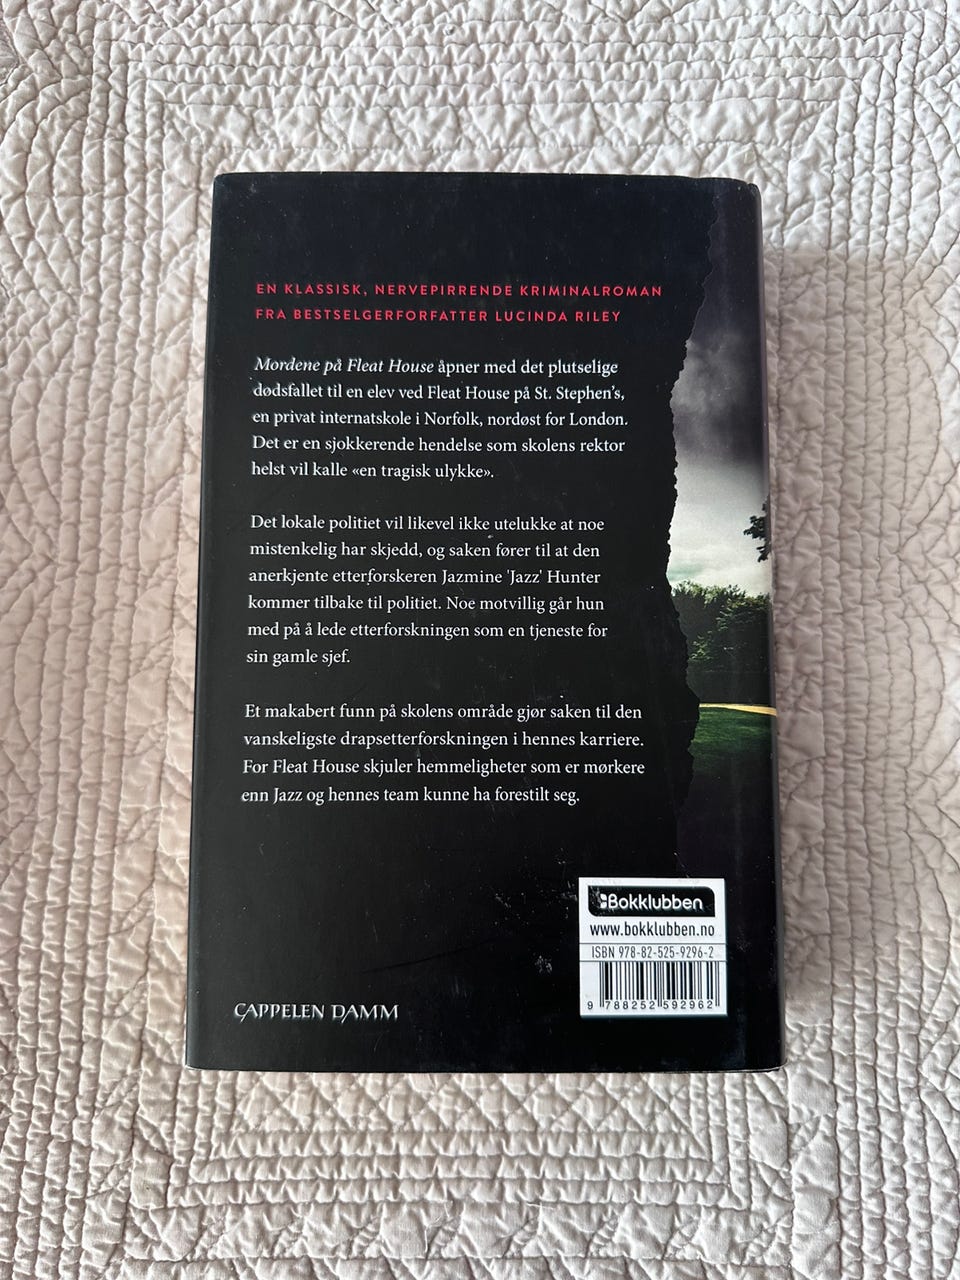 EN KLASSISK, NERVEPIRRENDE KRIMINALROMAN
FRA BESTSELGERFORFATTER LUCINDA RILEY
Mordene på Fleat House åpner med det plutselige
dødsfallet til en elev ved Fleat House på St. Stephen’s,
en privat internatskole i Norfolk, nordøst for London.
Det er en sjokkerende hendelse som skolens rektor
helst vil kalle «en tragisk ulykke».
Det lokale politiet vil likevel ikke utelukke at noe
mistenkelig har skjedd, og saken fører til at den
anerkjente etterforskeren Jazmine 'Jazz' Hunter
kommer tilbake til politiet. Noe motvillig går hun
med på å lede etterforskningen som en tjeneste for
sin gamle sjef.
Et makabert funn på skolens område gjør saken til den
vanskeligste drapsetterforskningen i hennes karriere.
For Fleat House skjuler hemmeligheter som er mørkere
enn Jazz og hennes team kunne ha forestilt seg.
Bokklubben
www.bokklubben.no
ISBN 978-82-525-9296-2
9 788252 592962
CAPPELEN DAMM